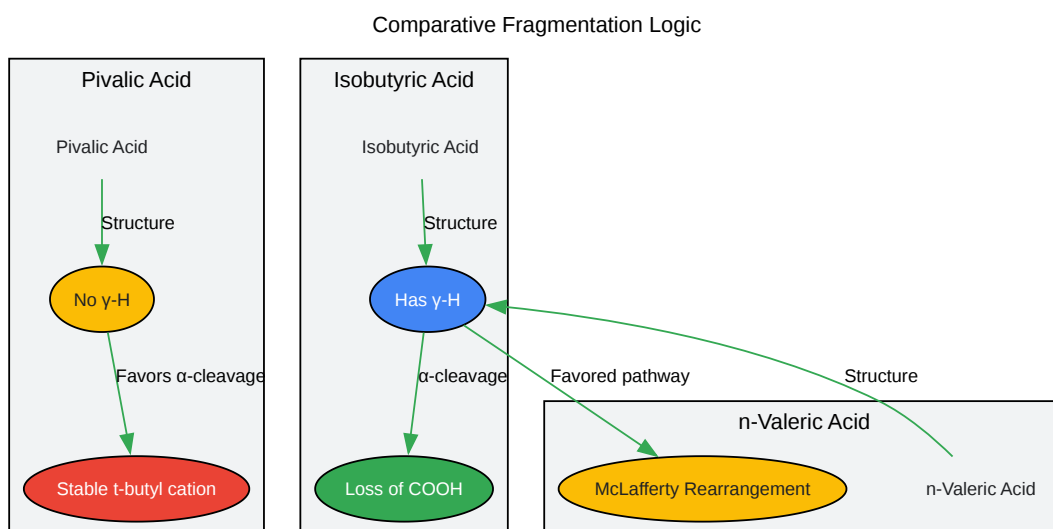 Comparative Fragmentation Logic
Pivalic Acid
Isobutyric Acid
Pivalic Acid
Isobutyric Acid
Structure
Structure
No γ-H
Has γ-H
Favors α-cleavage
α-cleavage
Favored pathway
Structure
n-Valeric Acid
Stable t-butyl cation
Loss of COOH
McLafferty Rearrangement
n-Valeric Acid